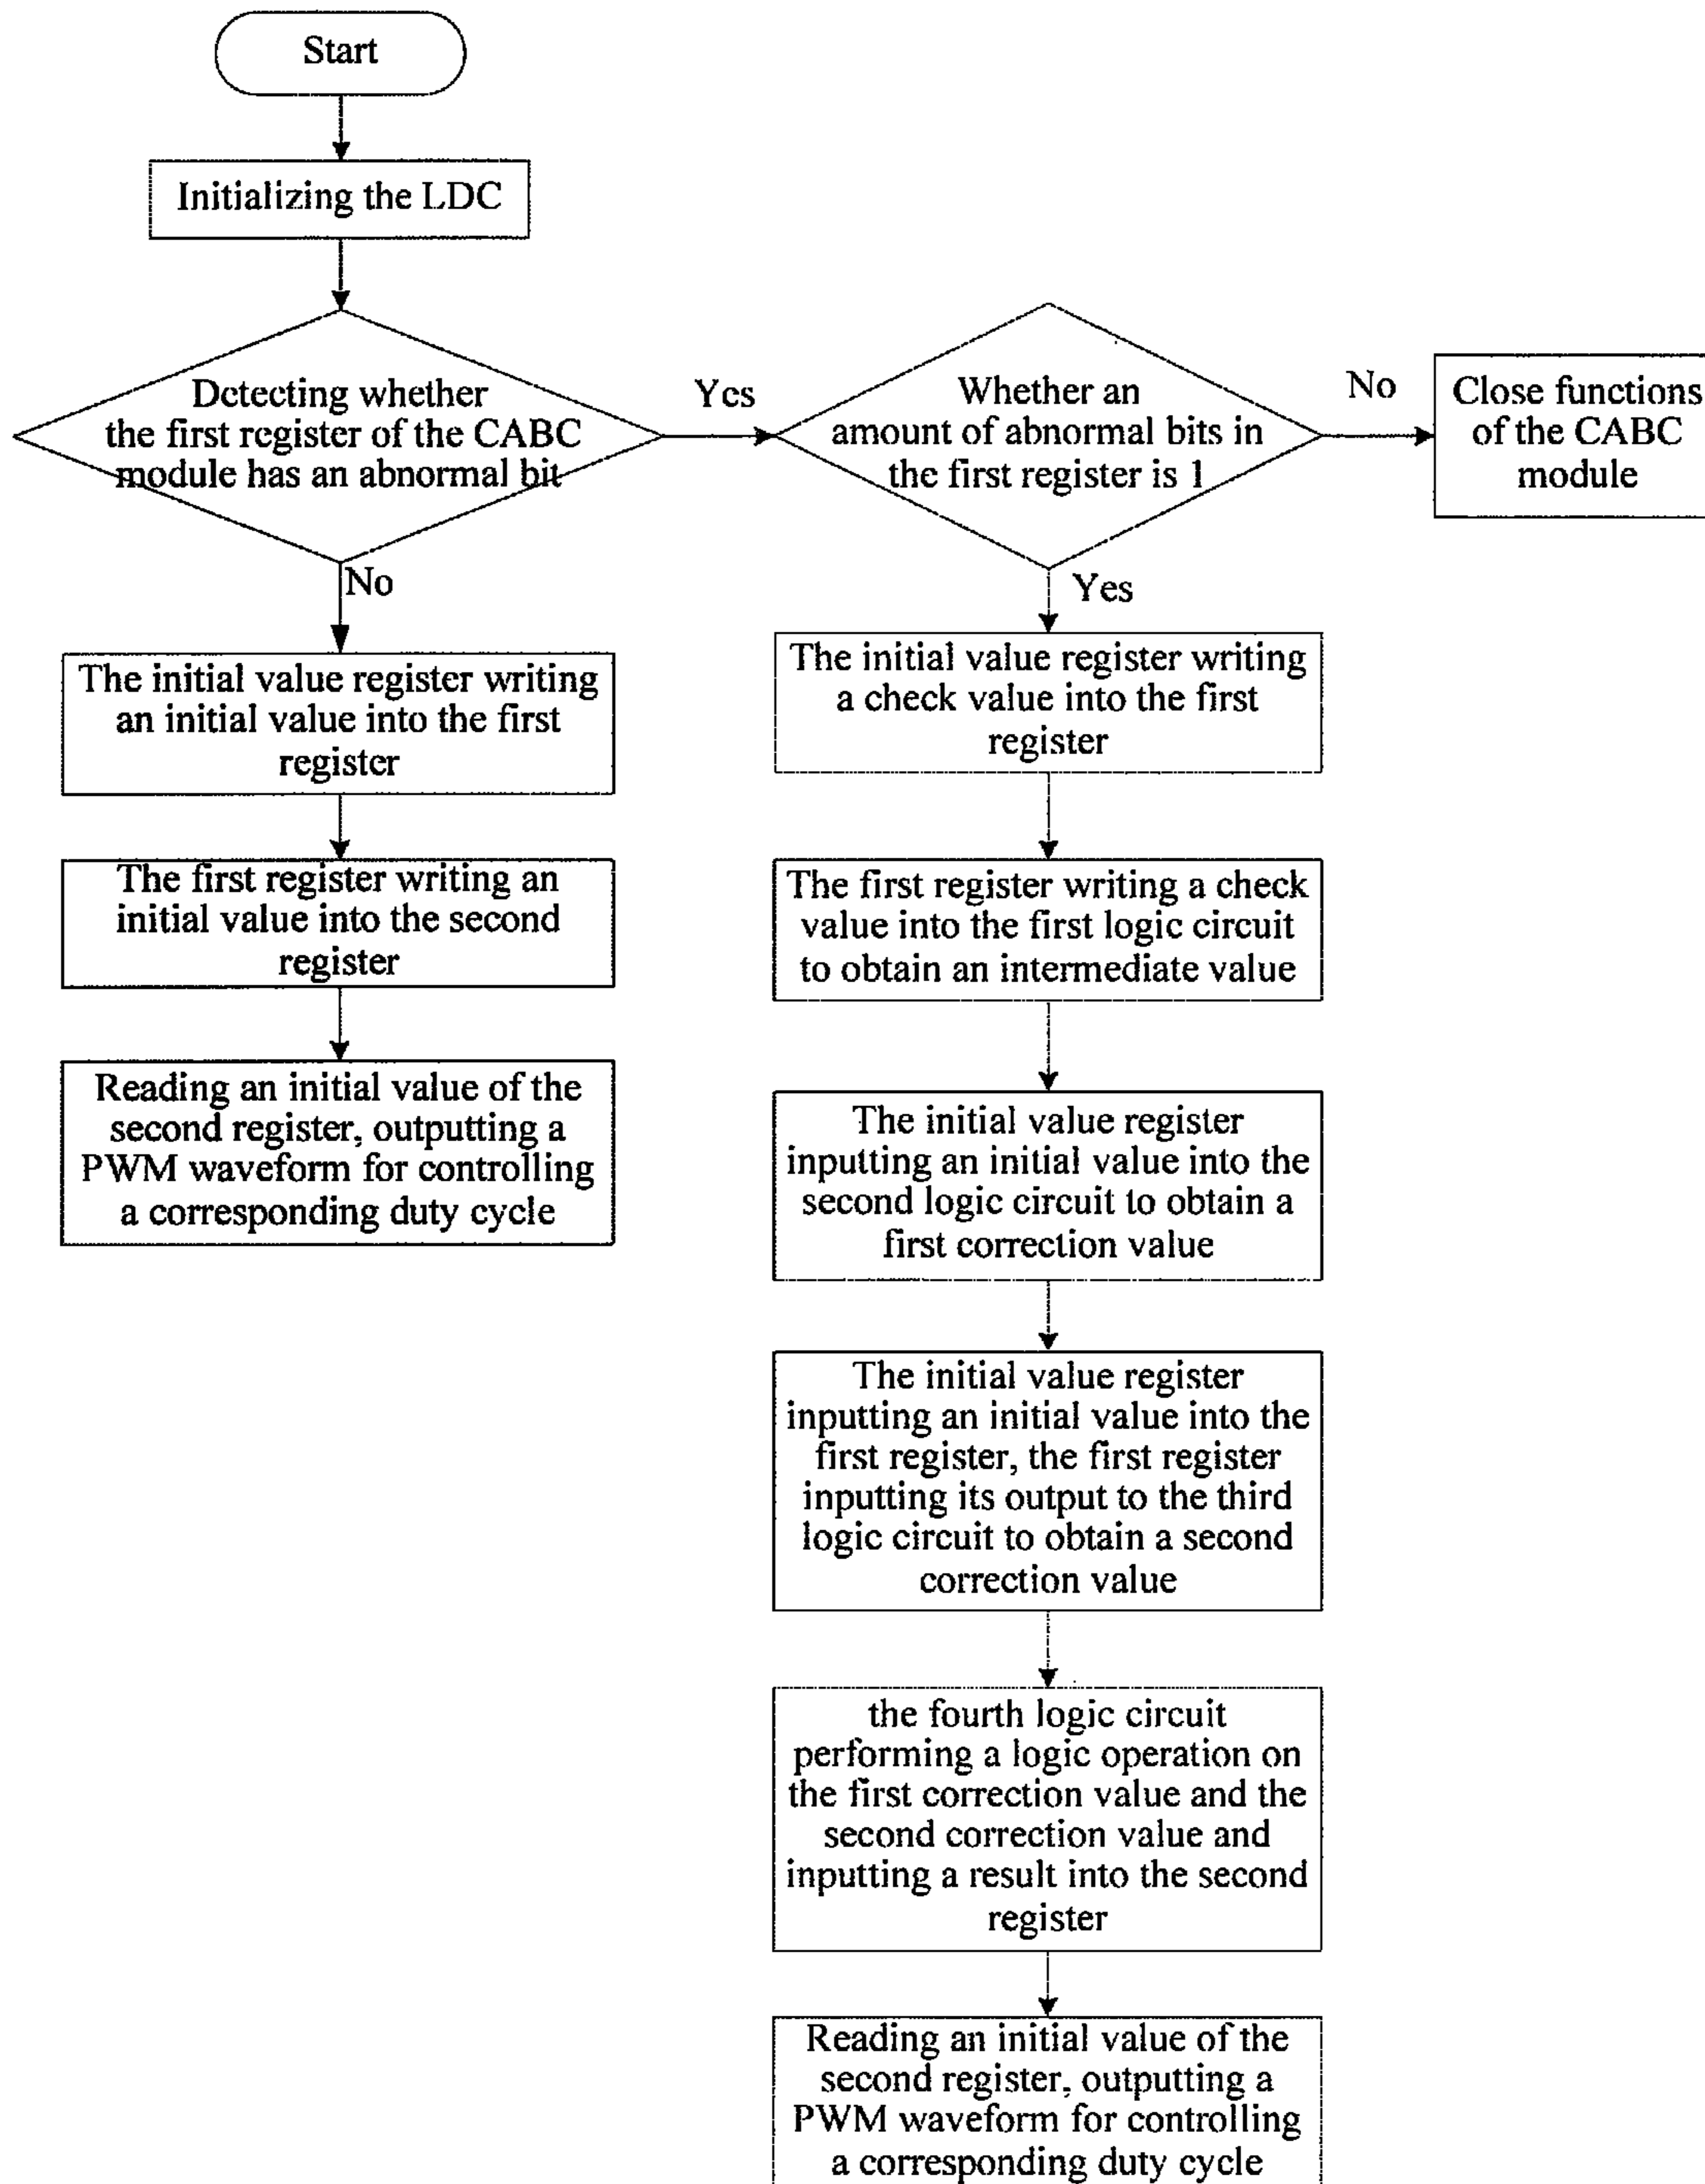 Start
Initializing the LDC
Detecting whether
the first register of the CABC
module has an abnormal bit
Yes
Whether an
amount of abnormal bits in
the first register is 1
No
Close functions
of the CABC
module
No
Yes
The initial value register writing
an initial value into the first
register
The first register writing an
initial value into the second
register
Reading an initial value of the
second register, outputting a
PWM waveform for controlling
a corresponding duty cycle
The initial value register writing
a check value into the first
register
The first register writing a check
value into the first logic circuit
to obtain an intermediate value
The initial value register
inputting an initial value into the
second logic circuit to obtain a
first correction value
The initial value register
inputting an initial value into the
first register, the first register
inputting its output to the third
logic circuit to obtain a second
correction value
the fourth logic circuit
performing a logic operation on
the first correction value and the
second correction value and
inputting a result into the second
register
Reading an initial value of the
second register, outputting a
PWM waveform for controlling
a corresponding duty cycle